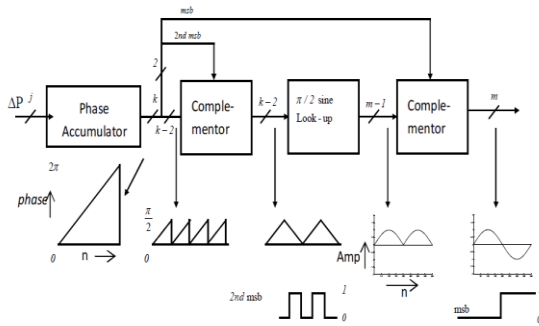 msb
2nd msb
2
ΔP
j
Phase
Accumulator
k
k-2
Comple-
mentor
k-2
π/2 sine
Look-up
m-1
Comple-
mentor
m
2π
phase
0
n
π/2
0
Amp
n
2nd msb
1
0
msb
0